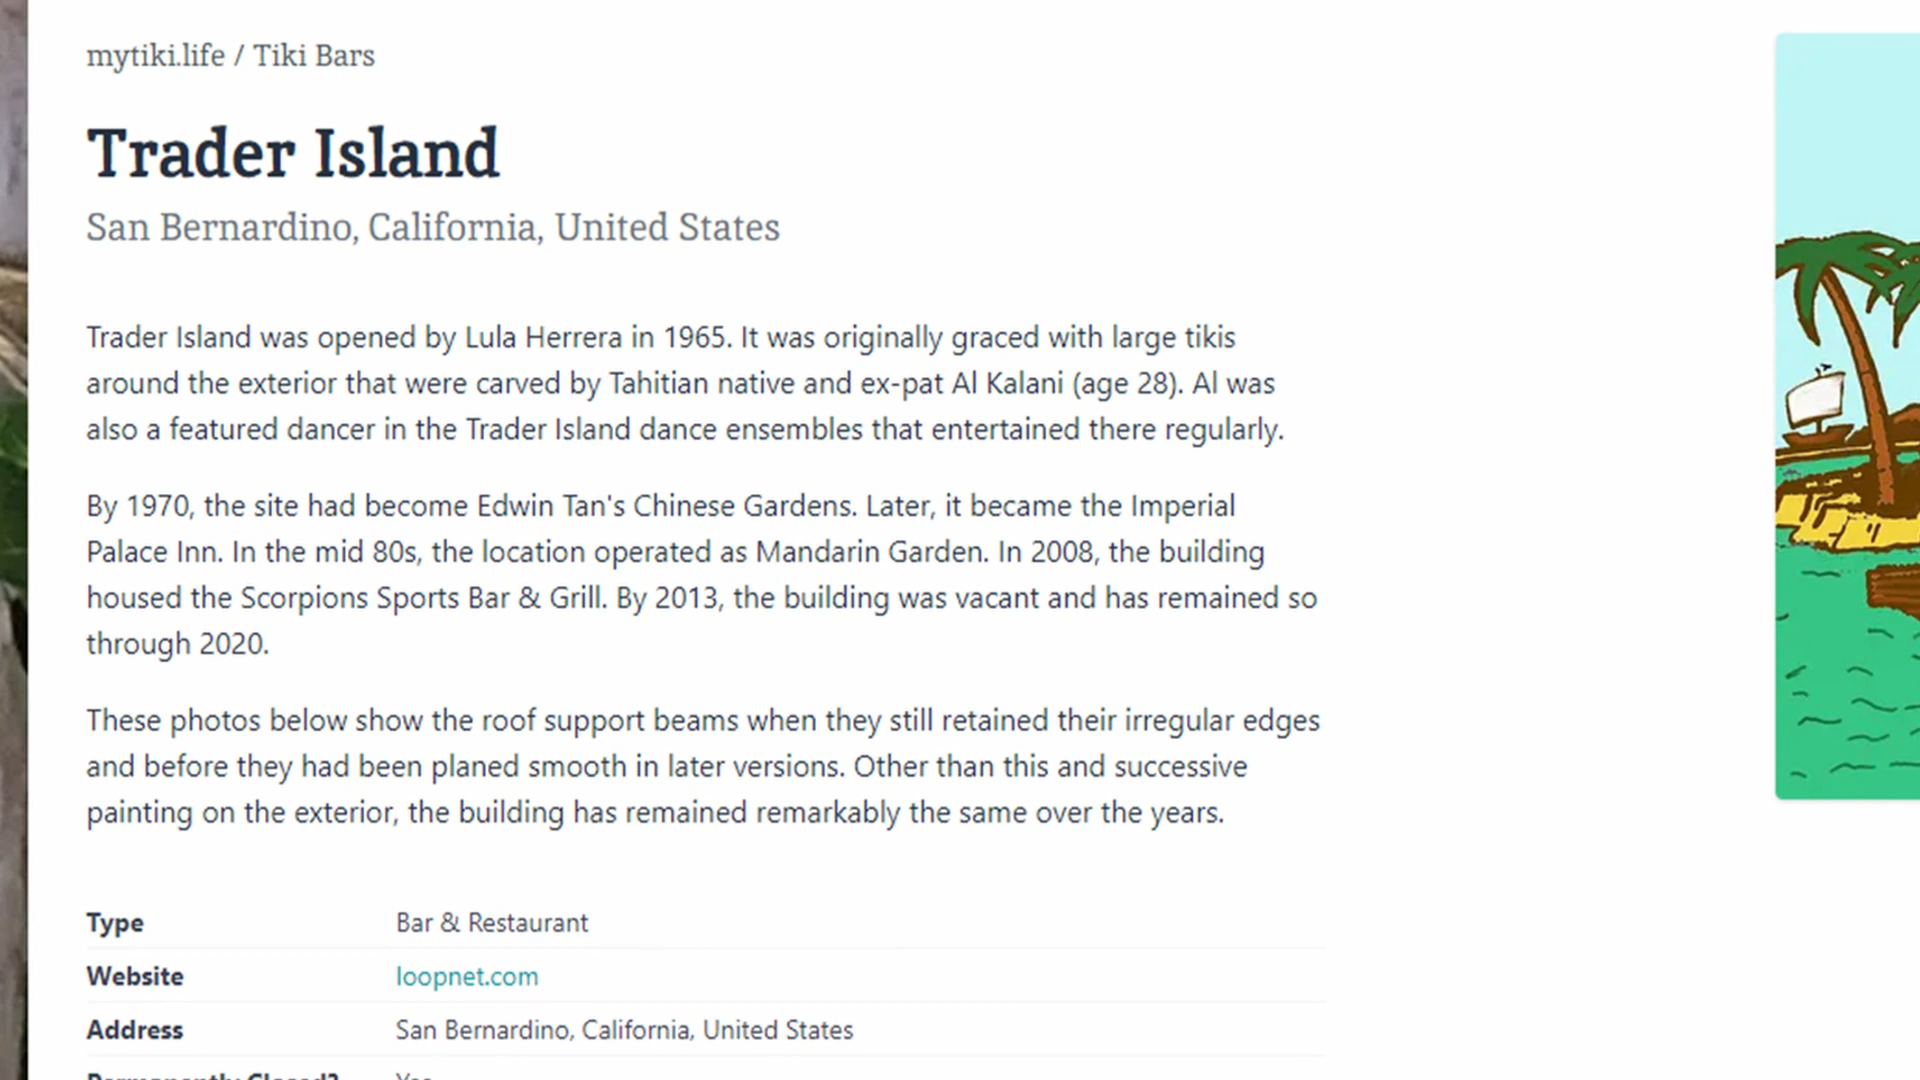 mytiki.life / Tiki Bars
Trader Island
San Bernardino, California, United States
Trader Island was opened by Lula Herrera in 1965. It was originally graced with large tikis
around the exterior that were carved by Tahitian native and ex-pat Al Kalani (age 28). Al was
also a featured dancer in the Trader Island dance ensembles that entertained there regularly.
By 1970, the site had become Edwin Tan's Chinese Gardens. Later, it became the Imperial
Palace Inn. In the mid 80s, the location operated as Mandarin Garden. In 2008, the building
housed the Scorpions Sports Bar & Grill. By 2013, the building was vacant and has remained so
through 2020.
These photos below show the roof support beams when they still retained their irregular edges
and before they had been planed smooth in later versions. Other than this and successive
painting on the exterior, the building has remained remarkably the same over the years.
Type Bar & Restaurant
Website loopnet.com
Address San Bernardino, California, United States
Permanently Closed? Yes